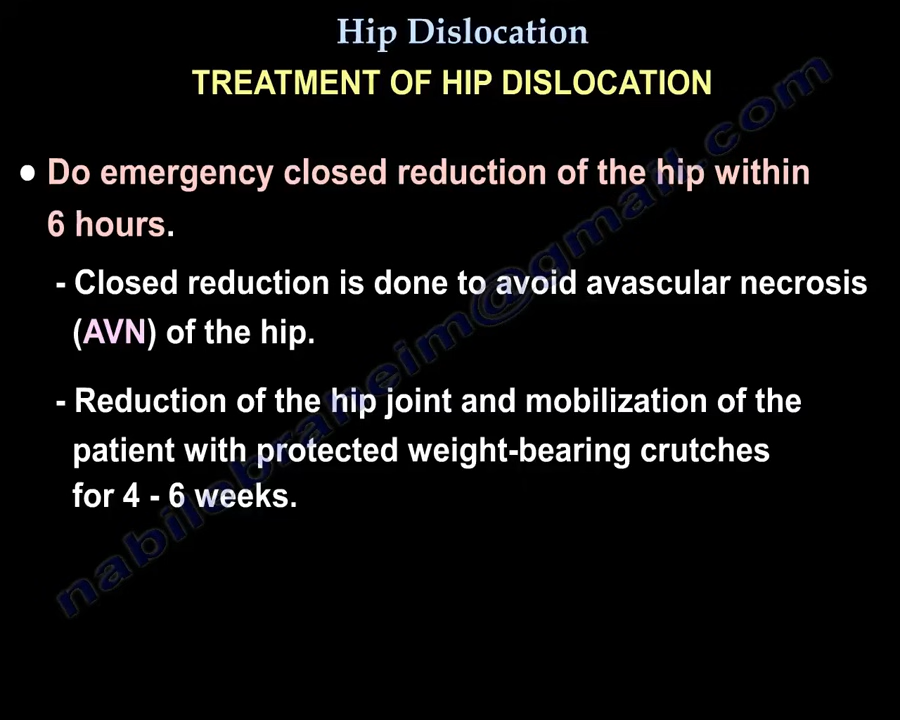 Hip Dislocation
TREATMENT OF HIP DISLOCATION
● Do emergency closed reduction of the hip within
6 hours.
- Closed reduction is done to avoid avascular necrosis
(AVN) of the hip.
- Reduction of the hip joint and mobilization of the
patient with protected weight-bearing crutches
for 4 - 6 weeks.
nabilebraheim@gmail.com